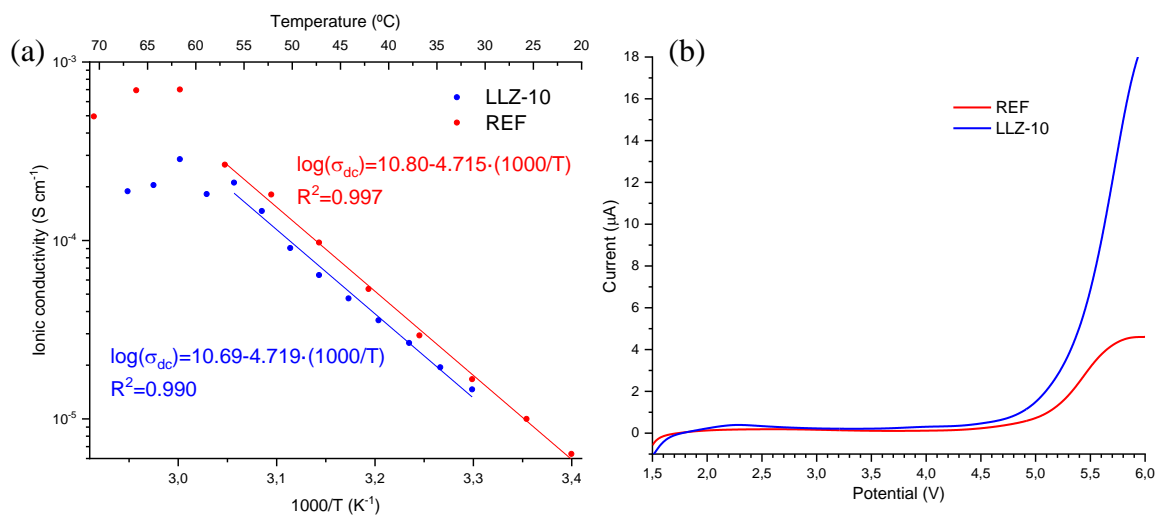 (a)
Temperature (ºC)
70 65 60 55 50 45 40 35 30 25 20
10⁻³
10⁻⁴
10⁻⁵
Ionic conductivity (S cm⁻¹)
LLZ-10
REF
log(σdc)=10.80-4.715·(1000/T)
R²=0.997
log(σdc)=10.69-4.719·(1000/T)
R²=0.990
3,0 3,1 3,2 3,3 3,4
1000/T (K⁻¹)
(b)
18
16
14
12
10
8
6
4
2
0
Current (μA)
REF
LLZ-10
1,5 2,0 2,5 3,0 3,5 4,0 4,5 5,0 5,5 6,0
Potential (V)